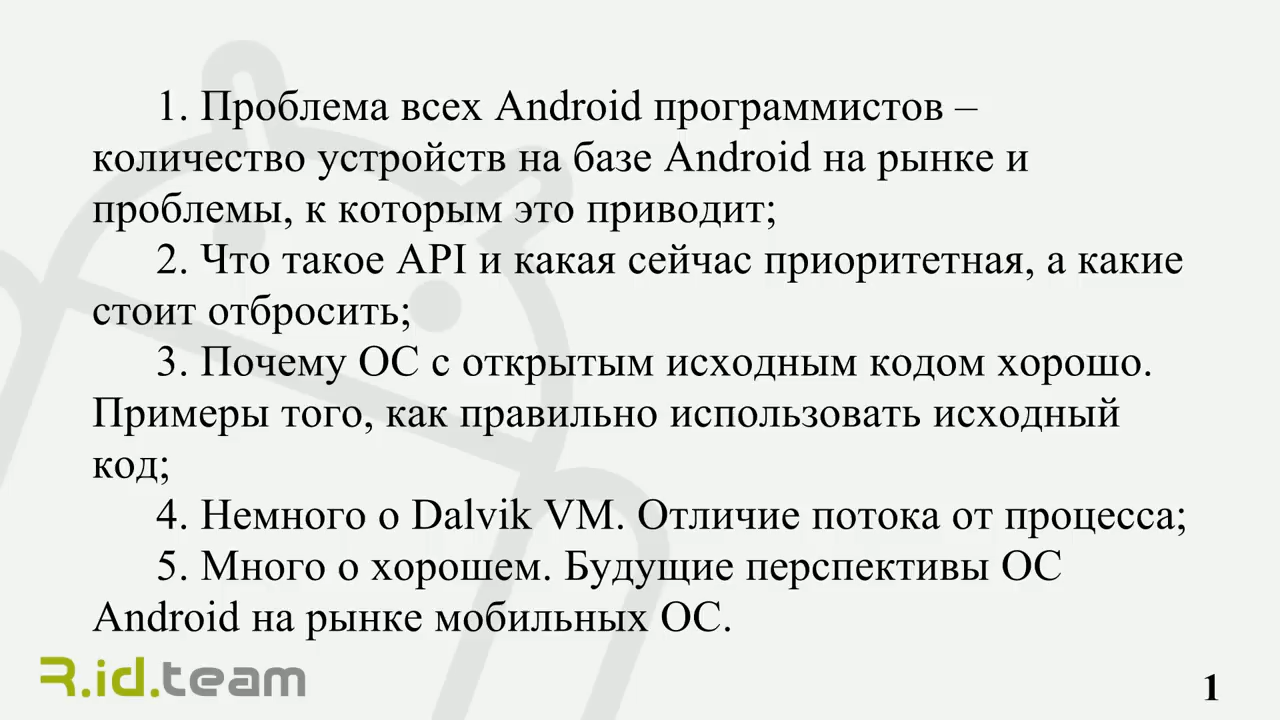 1. Проблема всех Android программистов –
количество устройств на базе Android на рынке и
проблемы, к которым это приводит;
2. Что такое API и какая сейчас приоритетная, а какие
стоит отбросить;
3. Почему ОС с открытым исходным кодом хорошо.
Примеры того, как правильно использовать исходный
код;
4. Немного о Dalvik VM. Отличие потока от процесса;
5. Много о хорошем. Будущие перспективы ОС
Android на рынке мобильных ОС.
R.id.team
1